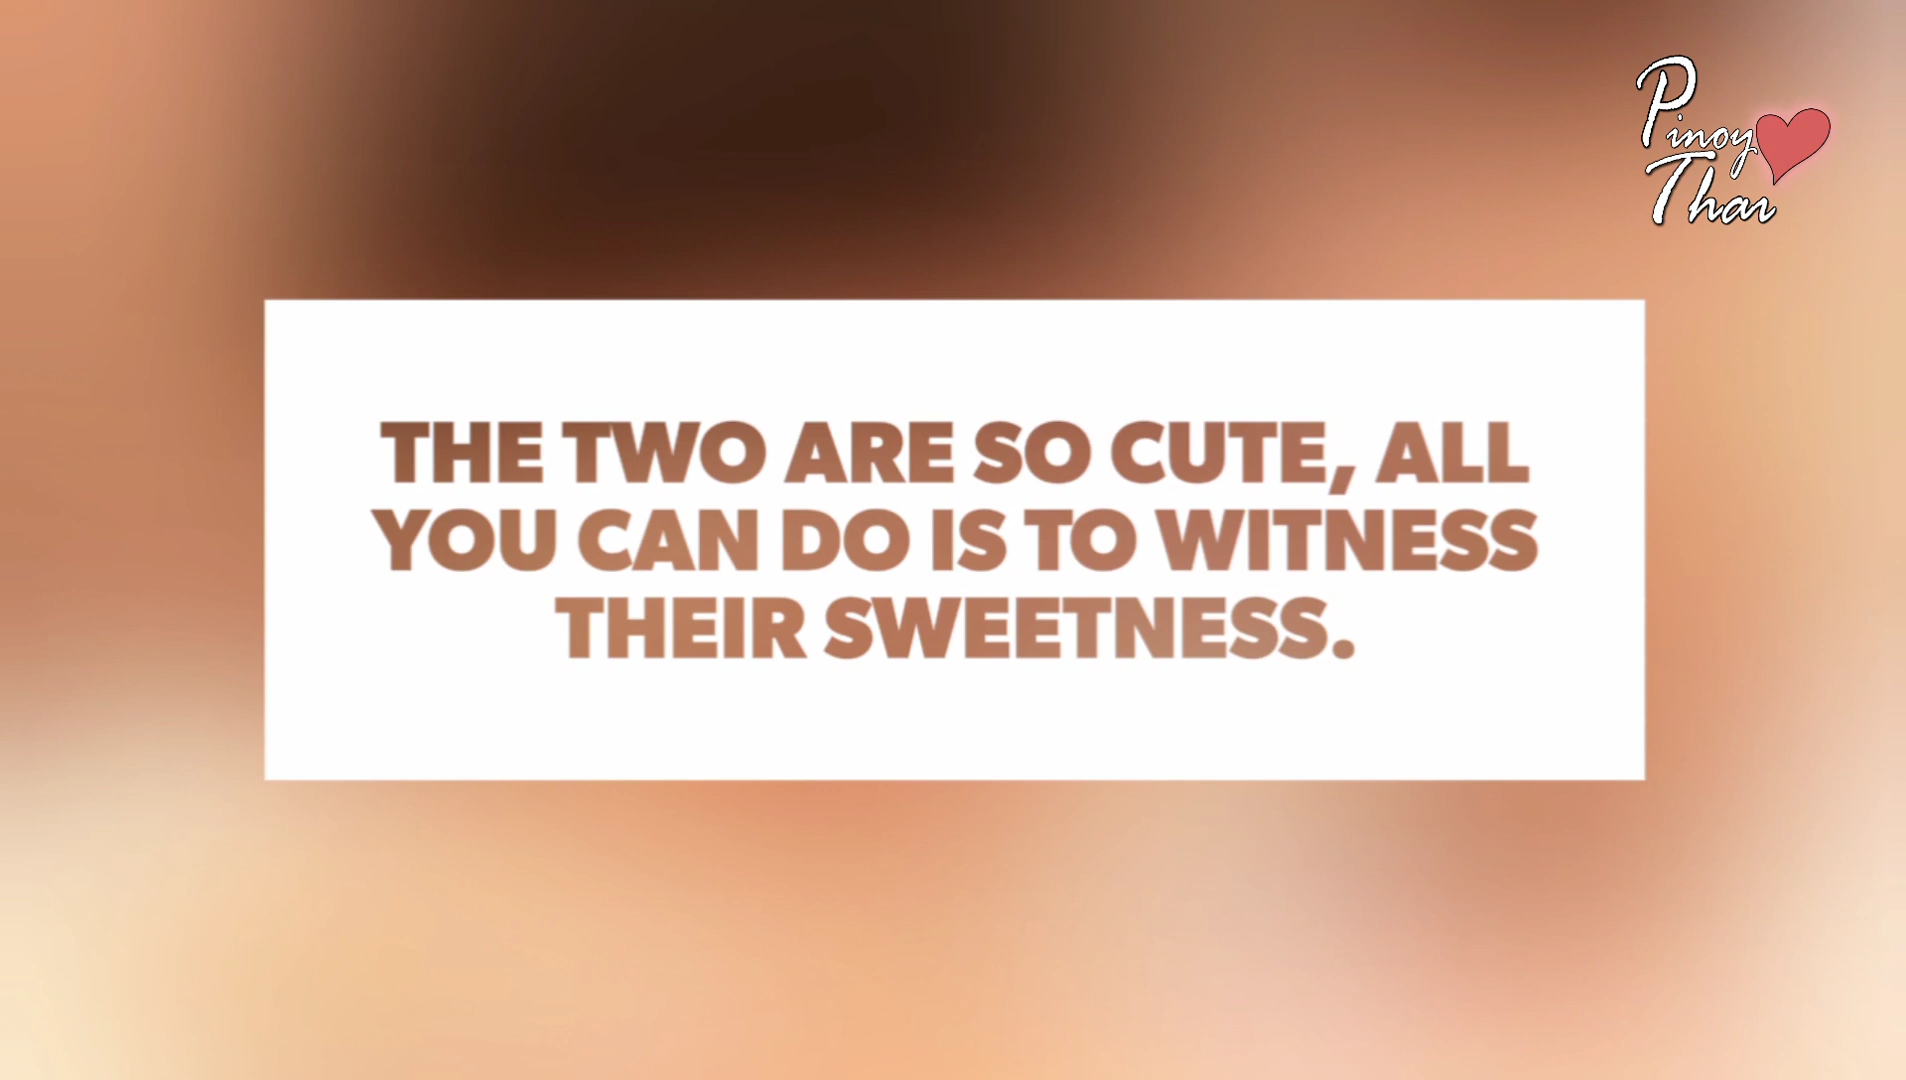 Pinoy
Thai
THE TWO ARE SO CUTE, ALL
YOU CAN DO IS TO WITNESS
THEIR SWEETNESS.